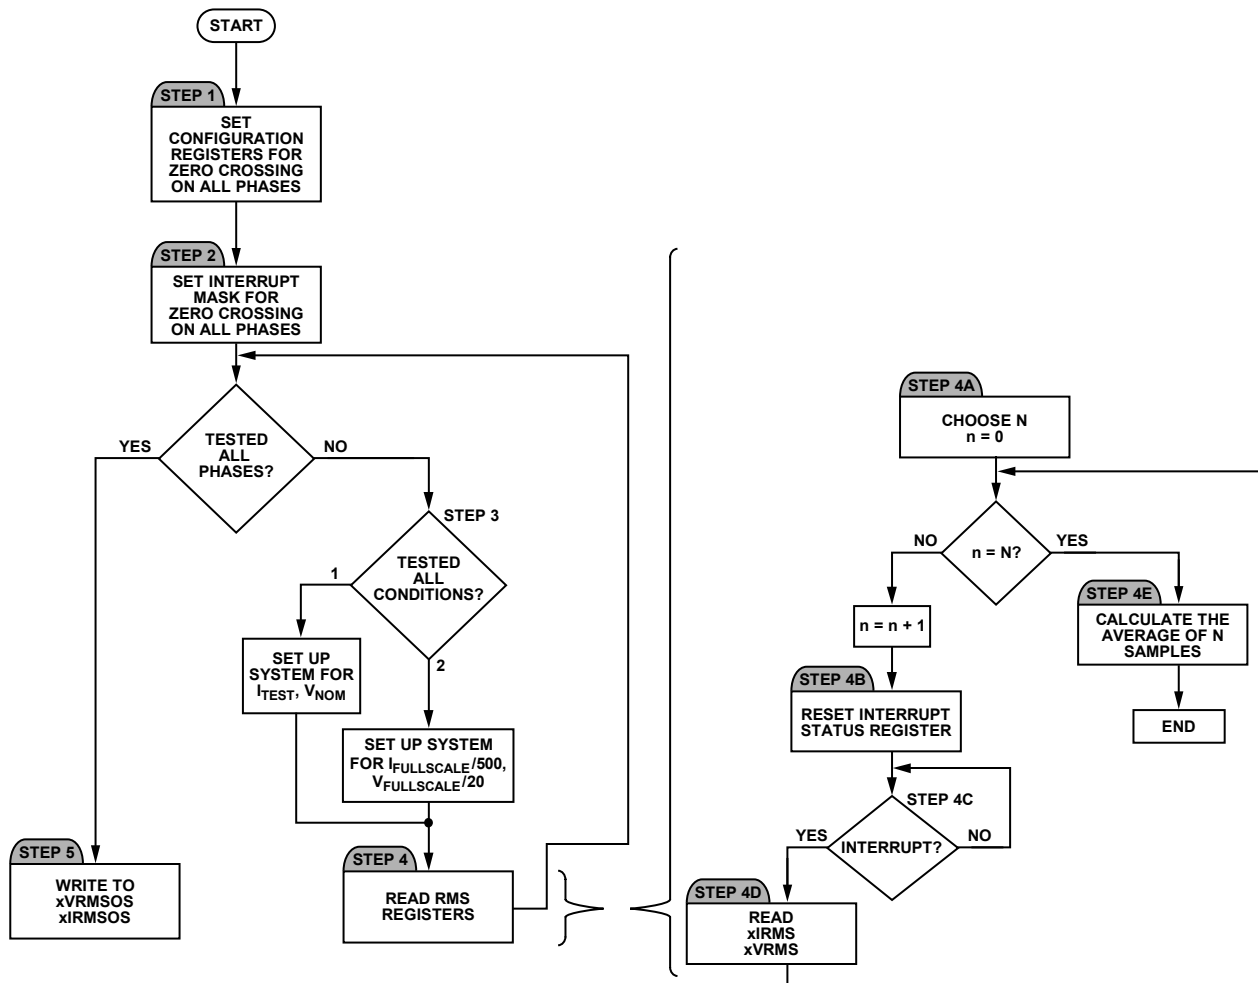 START
STEP 1
SET
CONFIGURATION
REGISTERS FOR
ZERO CROSSING
ON ALL PHASES
STEP 2
SET INTERRUPT
MASK FOR
ZERO CROSSING
ON ALL PHASES
YES
TESTED
ALL
PHASES?
NO
STEP 3
TESTED
ALL
CONDITIONS?
1
2
SET UP
SYSTEM FOR
ITEST, VNOM
SET UP SYSTEM
FOR IFULLSCALE/500,
VFULLSCALE/20
STEP 4
READ RMS
REGISTERS
STEP 5
WRITE TO
xVRMSOS
xIRMSOS
STEP 4A
CHOOSE N
n = 0
NO
n = N?
YES
n = n + 1
STEP 4E
CALCULATE THE
AVERAGE OF N
SAMPLES
END
STEP 4B
RESET INTERRUPT
STATUS REGISTER
STEP 4C
YES
INTERRUPT?
NO
STEP 4D
READ
xIRMS
xVRMS